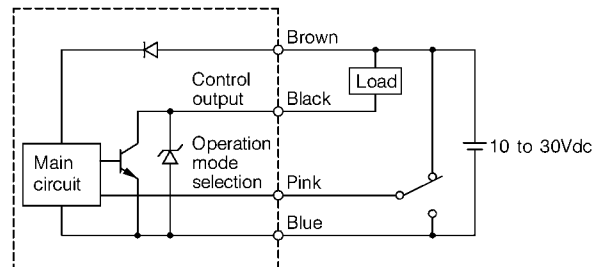 Brown
Control
output
Load
Black
Operation
mode
selection
10 to 30Vdc
Main
circuit
Pink
Blue